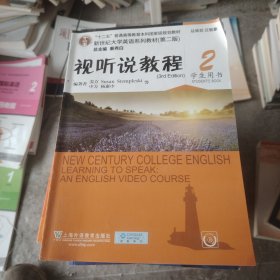 "十二五"普通高等教育本科国家级规划教材
新世纪大学英语系列教材(第二版)
总主编 秦秀白
视听说教程
2
(3rd Edition)
学生用书
STUDENT'S BOOK
编著者
美方 Susan Stempleski
NEW CENTURY COLLEGE ENGLISH
LEARNING TO SPEAK:
AN ENGLISH VIDEO COURSE
上海外语教育出版社